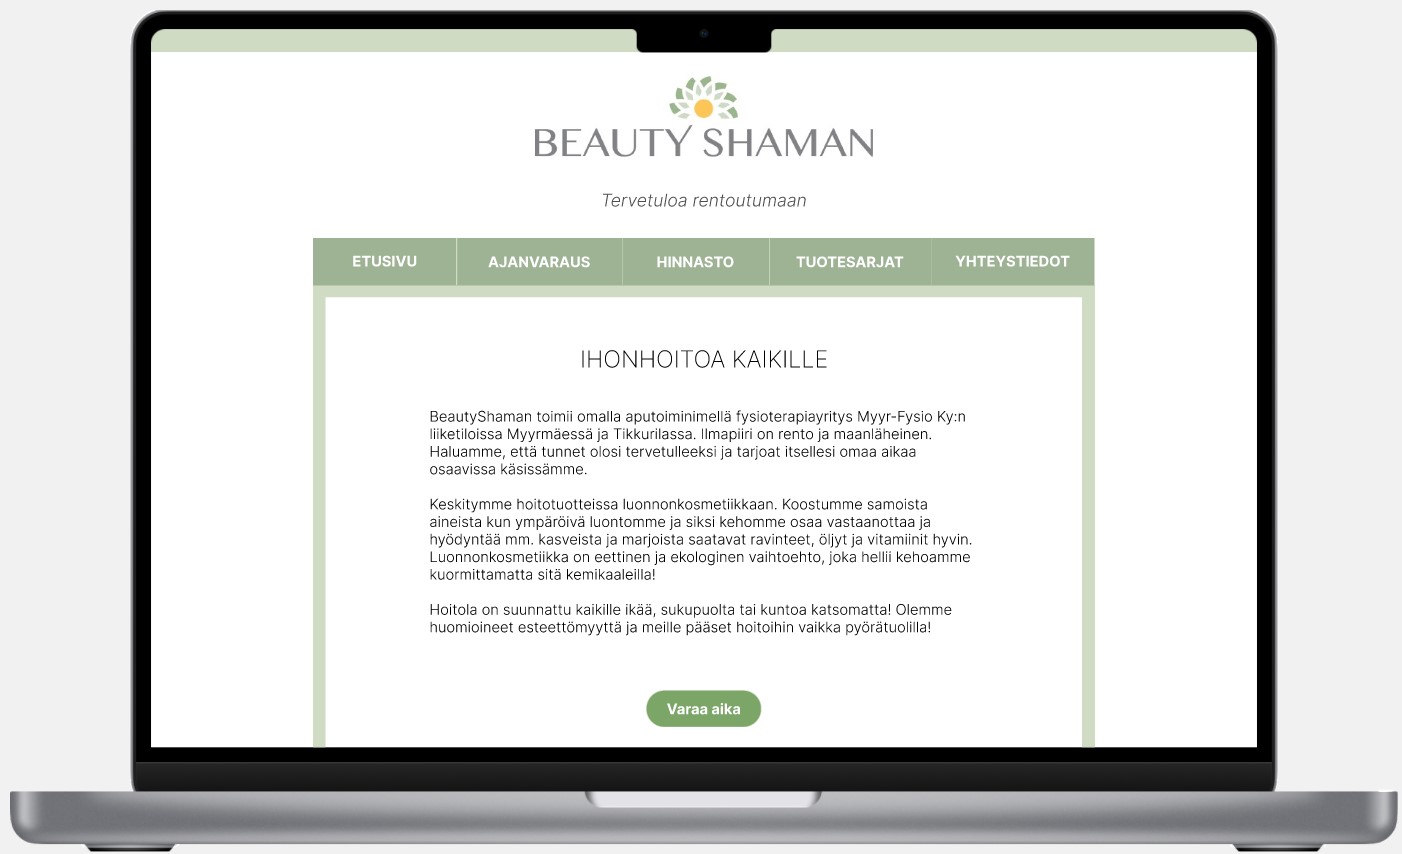 BEAUTY SHAMAN
Tervetuloa rentoutumaan
ETUSIVU AJANVARAUS HINNASTO TUOTESARJAT YHTEYSTIEDOT
IHONHOITOA KAIKILLE
BeautyShaman toimii omalla aputoiminimellä fysioterapiayritys Myyr-Fysio Ky:n
liiketiloissa Myyrmäessä ja Tikkurilassa. Ilmapiiri on rento ja maanläheinen.
Haluamme, että tunnet olosi tervetulleeksi ja tarjoat itsellesi omaa aikaa
osaavissa käsissämme.
Keskitymme hoitotuotteissa luonnonkosmetiikkaan. Koostumme samoista
aineista kun ympäröivä luontomme ja siksi kehomme osaa vastaanottaa ja
hyödyntää mm. kasveista ja marjoista saatavat ravinteet, öljyt ja vitamiinit hyvin.
Luonnonkosmetiikka on eettinen ja ekologinen vaihtoehto, joka hellii kehoamme
kuormittamatta sitä kemikaaleilla!
Hoitola on suunnattu kaikille ikää, sukupuolta tai kuntoa katsomatta! Olemme
huomioineet esteettömyyttä ja meille pääset hoitoihin vaikka pyörätuolilla!
Varaa aika